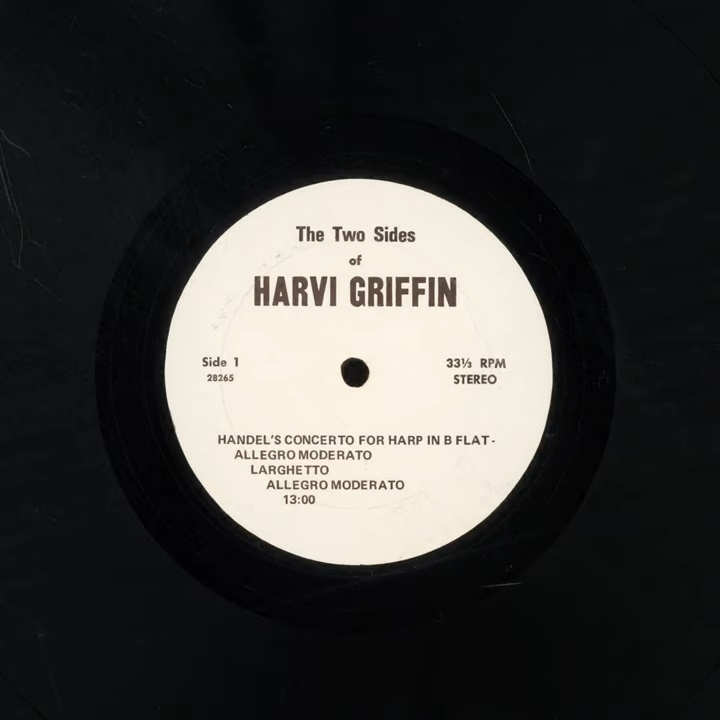 The Two Sides
of
HARVI GRIFFIN
Side 1
28265
33⅓ RPM
STEREO
HANDEL'S CONCERTO FOR HARP IN B FLAT -
ALLEGRO MODERATO
LARGHETTO
ALLEGRO MODERATO
13:00